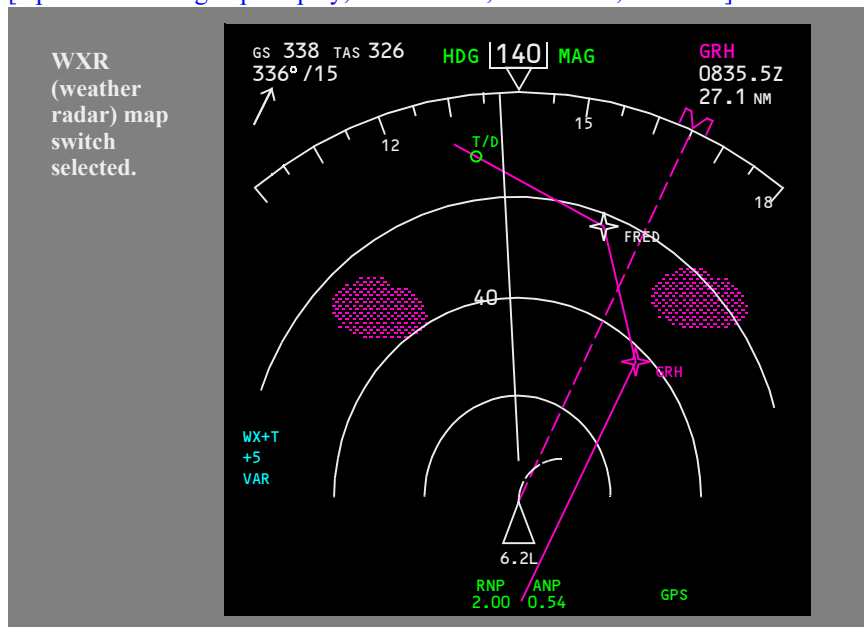 WXR
(weather
radar) map
switch
selected.
GS 338 TAS 326
336°/15
HDG 140 MAG
GRH
0835.5Z
27.1 NM
12
15
18
T/D
FRED
40
GRH
WX+T
+5
VAR
6.2L
RNP ANP
2.00 0.54
GPS